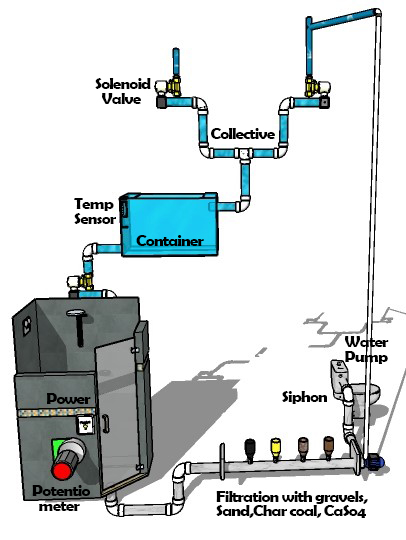 Solenoid
Valve
Collective
Temp
Sensor
Container
Water
Pump
Siphon
Power
Potentio
meter
Filtration with gravels,
Sand,Char coal, CaSo4